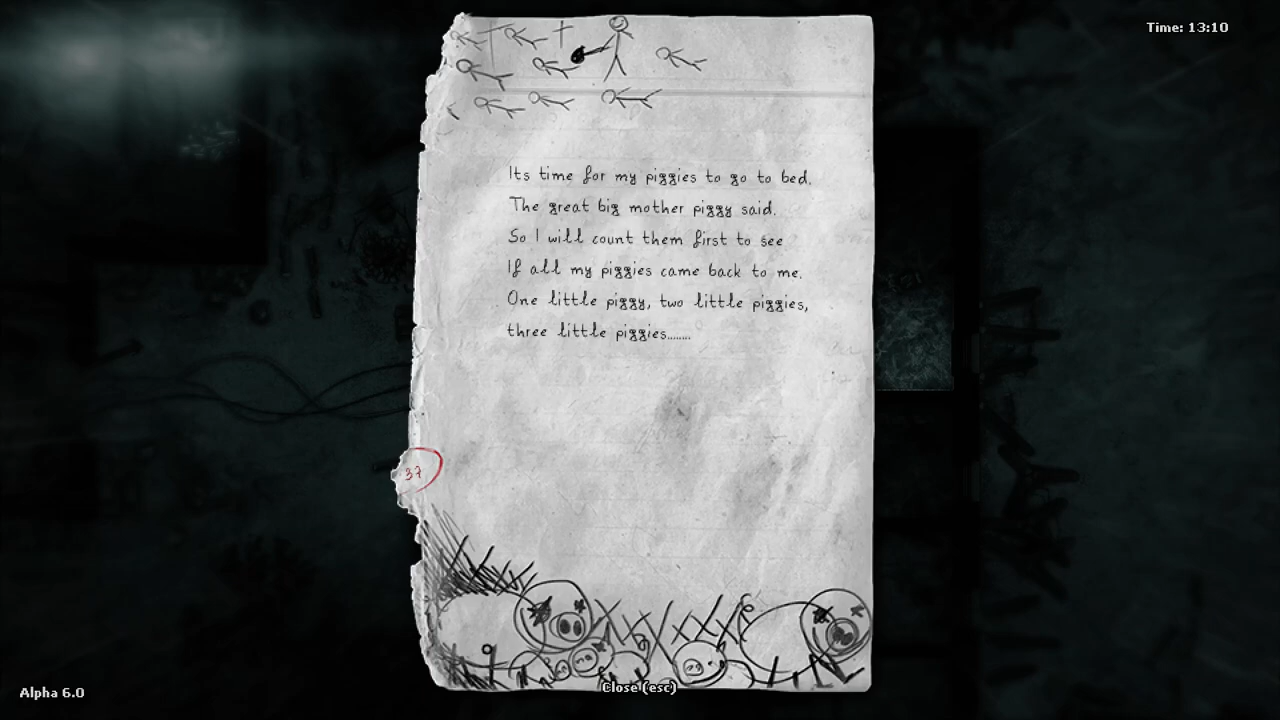 Time: 13:10
Its time for my piggies to go to bed.
The great big mother piggy said.
So I will count them first to see
If all my piggies came back to me.
One little piggy, two little piggies,
three little piggies........
37
Alpha 6.0
Close (esc)